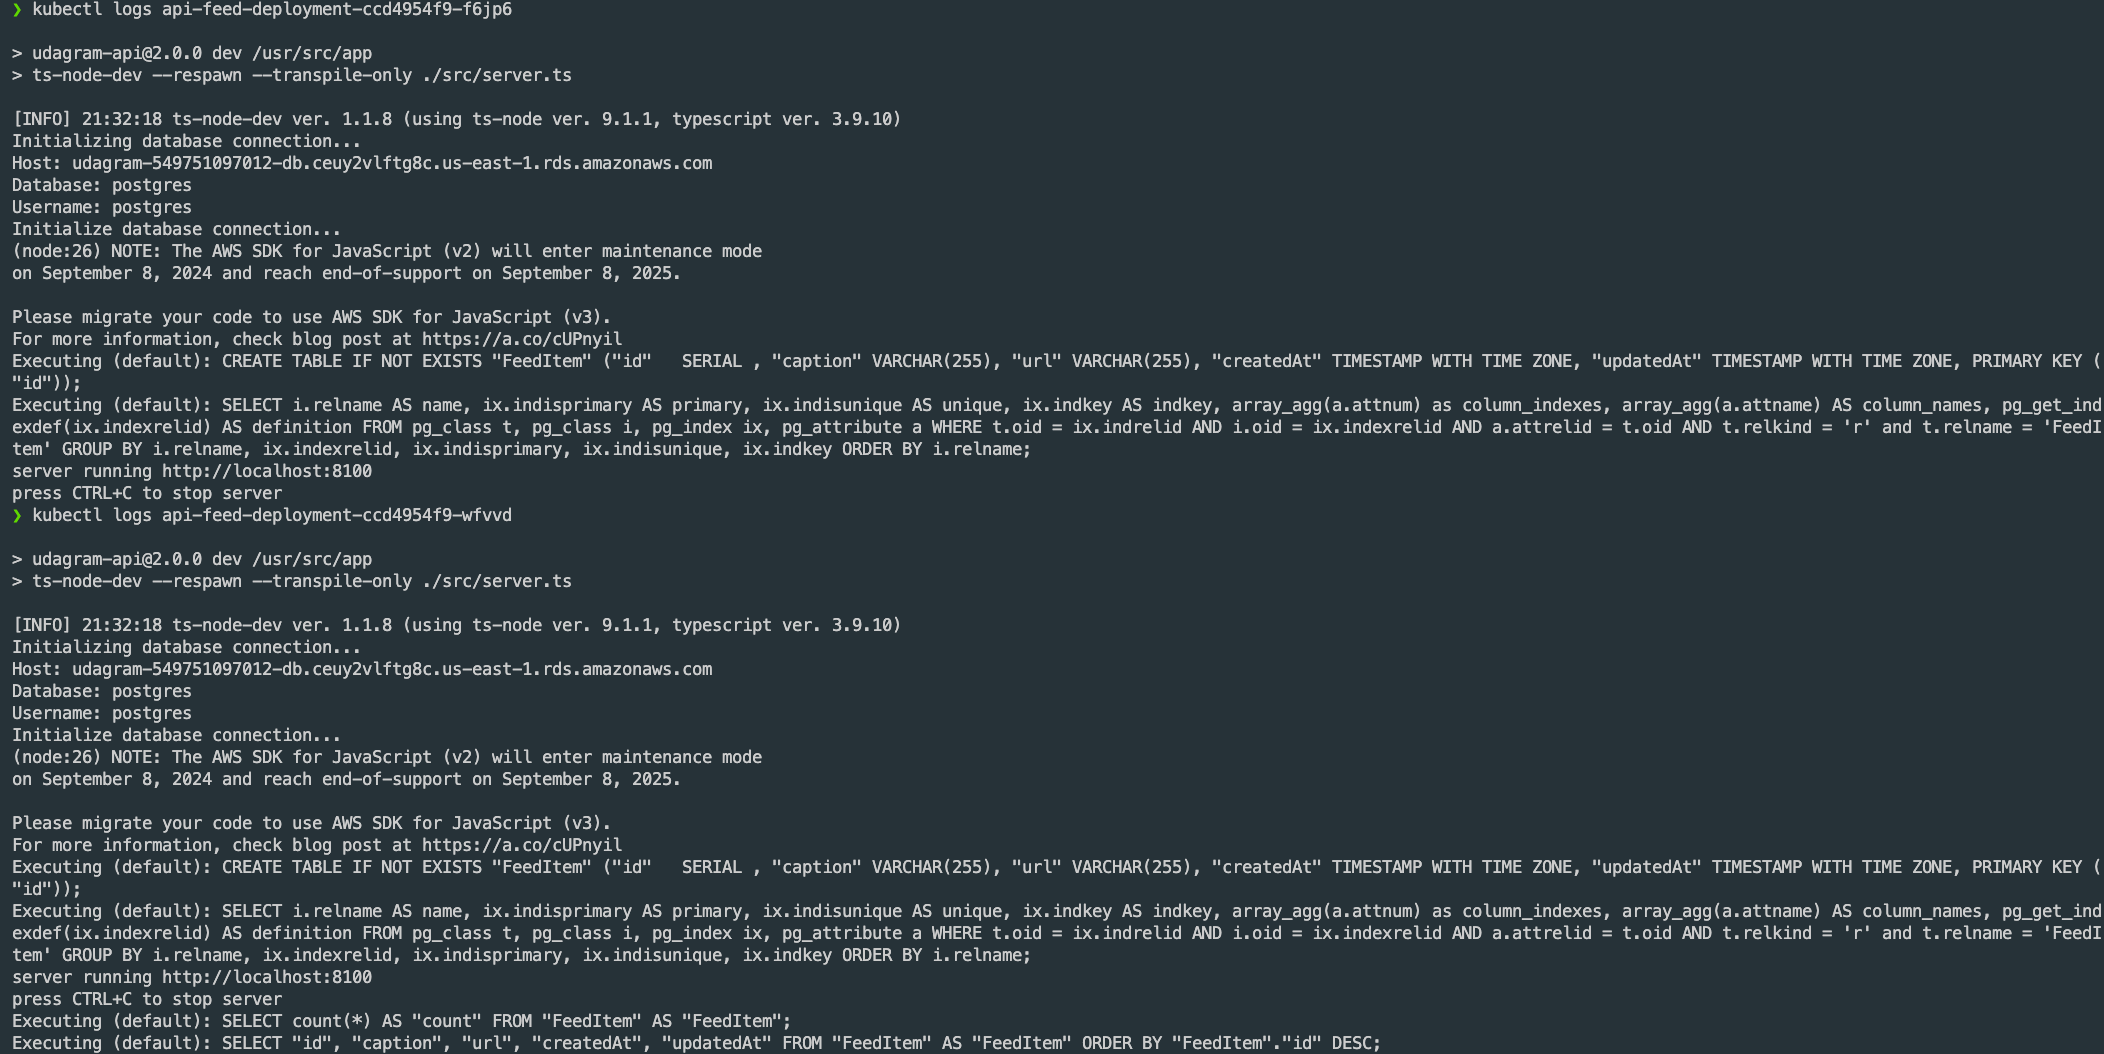 ❯ kubectl logs api-feed-deployment-ccd4954f9-f6jp6
> udagram-api@2.0.0 dev /usr/src/app
> ts-node-dev --respawn --transpile-only ./src/server.ts
[INFO] 21:32:18 ts-node-dev ver. 1.1.8 (using ts-node ver. 9.1.1, typescript ver. 3.9.10)
Initializing database connection...
Host: udagram-549751097012-db.ceuy2vlftg8c.us-east-1.rds.amazonaws.com
Database: postgres
Username: postgres
Initialize database connection...
(node:26) NOTE: The AWS SDK for JavaScript (v2) will enter maintenance mode
on September 8, 2024 and reach end-of-support on September 8, 2025.
Please migrate your code to use AWS SDK for JavaScript (v3).
For more information, check blog post at https://a.co/cUPnyil
Executing (default): CREATE TABLE IF NOT EXISTS "FeedItem" ("id"   SERIAL , "caption" VARCHAR(255), "url" VARCHAR(255), "createdAt" TIMESTAMP WITH TIME ZONE, "updatedAt" TIMESTAMP WITH TIME ZONE, PRIMARY KEY (
"id"));
Executing (default): SELECT i.relname AS name, ix.indisprimary AS primary, ix.indisunique AS unique, ix.indkey AS indkey, array_agg(a.attnum) as column_indexes, array_agg(a.attname) AS column_names, pg_get_ind
exdef(ix.indexrelid) AS definition FROM pg_class t, pg_class i, pg_index ix, pg_attribute a WHERE t.oid = ix.indrelid AND i.oid = ix.indexrelid AND a.attrelid = t.oid AND t.relkind = 'r' and t.relname = 'FeedI
tem' GROUP BY i.relname, ix.indexrelid, ix.indisprimary, ix.indisunique, ix.indkey ORDER BY i.relname;
server running http://localhost:8100
press CTRL+C to stop server
❯ kubectl logs api-feed-deployment-ccd4954f9-wfvvd
> udagram-api@2.0.0 dev /usr/src/app
> ts-node-dev --respawn --transpile-only ./src/server.ts
[INFO] 21:32:18 ts-node-dev ver. 1.1.8 (using ts-node ver. 9.1.1, typescript ver. 3.9.10)
Initializing database connection...
Host: udagram-549751097012-db.ceuy2vlftg8c.us-east-1.rds.amazonaws.com
Database: postgres
Username: postgres
Initialize database connection...
(node:26) NOTE: The AWS SDK for JavaScript (v2) will enter maintenance mode
on September 8, 2024 and reach end-of-support on September 8, 2025.
Please migrate your code to use AWS SDK for JavaScript (v3).
For more information, check blog post at https://a.co/cUPnyil
Executing (default): CREATE TABLE IF NOT EXISTS "FeedItem" ("id"   SERIAL , "caption" VARCHAR(255), "url" VARCHAR(255), "createdAt" TIMESTAMP WITH TIME ZONE, "updatedAt" TIMESTAMP WITH TIME ZONE, PRIMARY KEY (
"id"));
Executing (default): SELECT i.relname AS name, ix.indisprimary AS primary, ix.indisunique AS unique, ix.indkey AS indkey, array_agg(a.attnum) as column_indexes, array_agg(a.attname) AS column_names, pg_get_ind
exdef(ix.indexrelid) AS definition FROM pg_class t, pg_class i, pg_index ix, pg_attribute a WHERE t.oid = ix.indrelid AND i.oid = ix.indexrelid AND a.attrelid = t.oid AND t.relkind = 'r' and t.relname = 'FeedI
tem' GROUP BY i.relname, ix.indexrelid, ix.indisprimary, ix.indisunique, ix.indkey ORDER BY i.relname;
server running http://localhost:8100
press CTRL+C to stop server
Executing (default): SELECT count(*) AS "count" FROM "FeedItem" AS "FeedItem";
Executing (default): SELECT "id", "caption", "url", "createdAt", "updatedAt" FROM "FeedItem" AS "FeedItem" ORDER BY "FeedItem"."id" DESC;